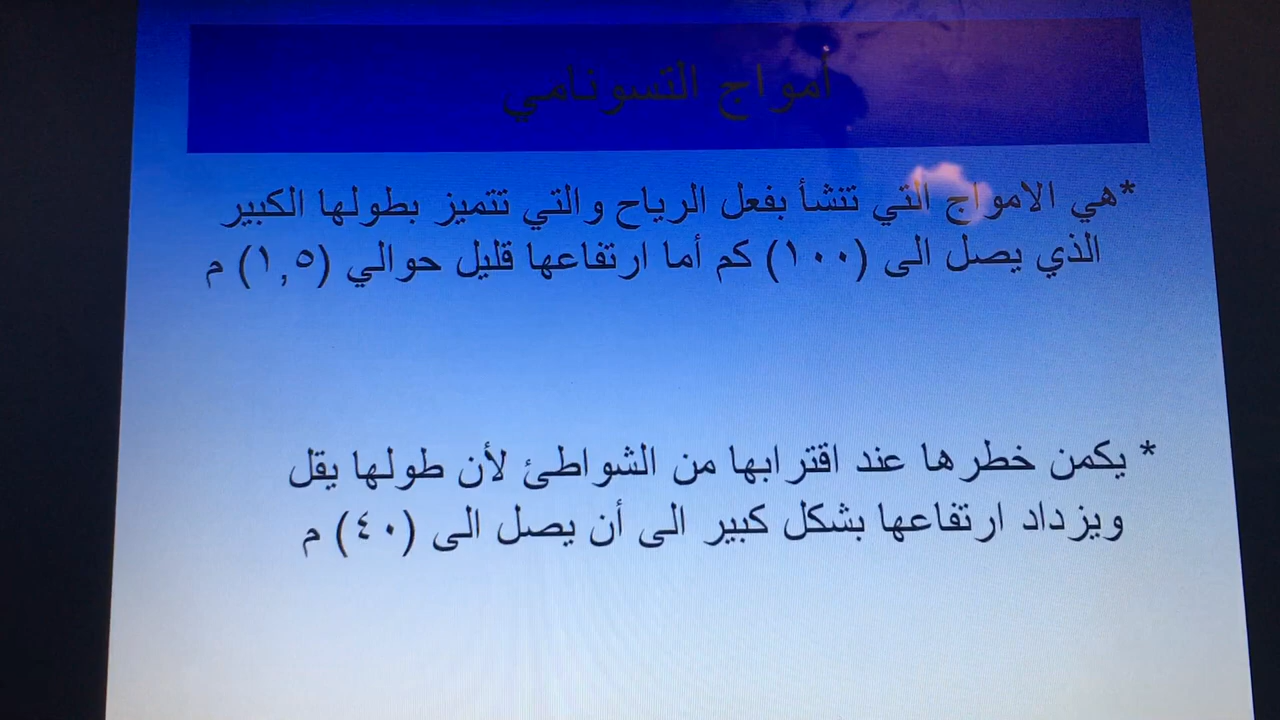 أمواج التسونامي
*هي الامواج التي تنشأ بفعل الرياح والتي تتميز بطولها الكبير
الذي يصل الى (١٠٠) كم أما ارتفاعها قليل حوالي (١,٥) م
* يكمن خطرها عند اقترابها من الشواطئ لأن طولها يقل
ويزداد ارتفاعها بشكل كبير الى أن يصل الى (٤٠) م